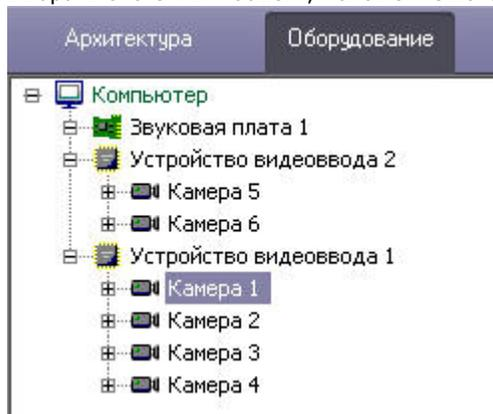 Архитектура
Оборудование
Компьютер
Звуковая плата 1
Устройство видеоввода 2
Камера 5
Камера 6
Устройство видеоввода 1
Камера 1
Камера 2
Камера 3
Камера 4